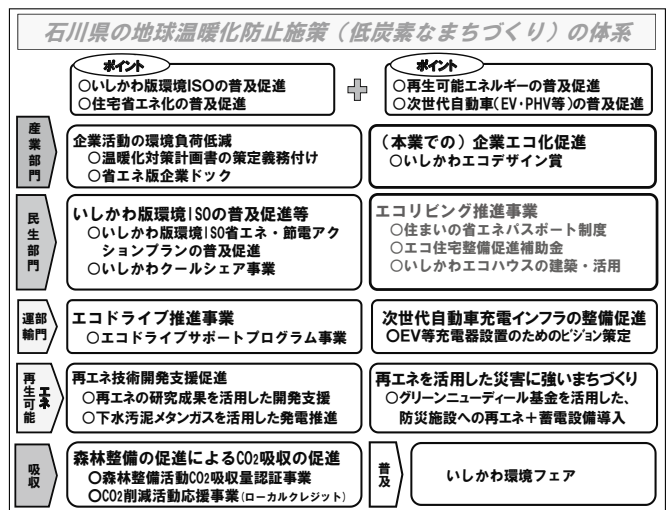 石川県の地球温暖化防止施策（低炭素なまちづくり）の体系
ポイント
○いしかわ版環境ISOの普及促進
○住宅省エネ化の普及促進
＋
ポイント
○再生可能エネルギーの普及促進
○次世代自動車（EV・PHV等）の普及促進
産業部門
企業活動の環境負荷低減
○温暖化対策計画書の策定義務付け
○省エネ版企業ドック
（本業での）企業エコ化促進
○いしかわエコデザイン賞
民生部門
いしかわ版環境ISOの普及促進等
○いしかわ版環境ISO省エネ・節電アク
ションプランの普及促進
○いしかわクールシェア事業
エコリビング推進事業
○住まいの省エネパスポート制度
○エコ住宅整備促進補助金
○いしかわエコハウスの建築・活用
運輸部門
エコドライブ推進事業
○エコドライブサポートプログラム事業
次世代自動車充電インフラの整備促進
○EV等充電器設置のためのビジョン策定
再生可能エネ
再エネ技術開発支援促進
○再エネの研究成果を活用した開発支援
○下水汚泥メタンガスを活用した発電推進
再エネを活用した災害に強いまちづくり
○グリーンニューディール基金を活用した、
防災施設への再エネ＋蓄電設備導入
吸収
森林整備の促進によるCO2吸収の促進
○森林整備活動CO2吸収量認証事業
○CO2削減活動応援事業（ローカルクレジット）
普及
いしかわ環境フェア